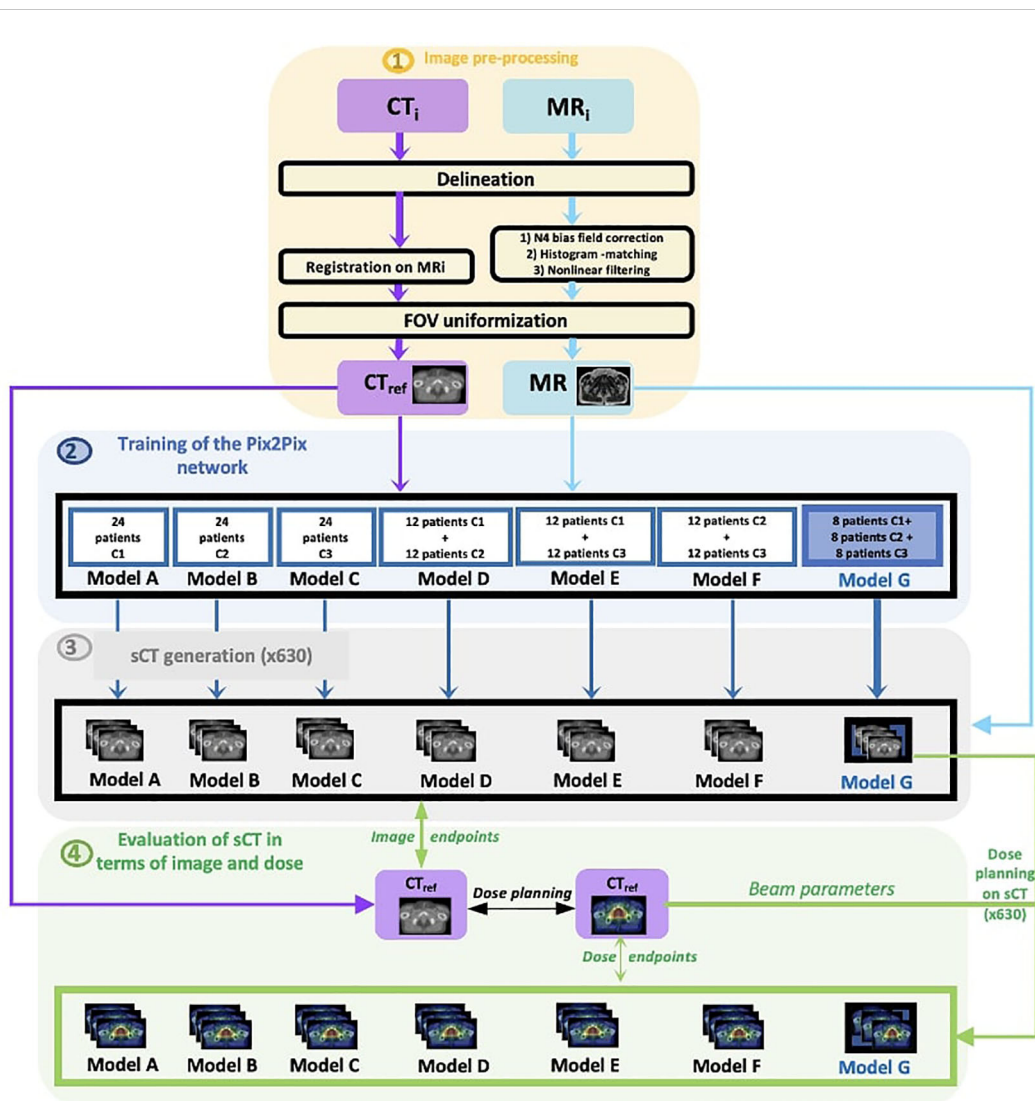 1 Image pre-processing
CTi MRi
Delineation
1) N4 bias field correction
2) Histogram -matching
3) Nonlinear filtering
Registration on MRi
FOV uniformization
CTref MR
2 Training of the Pix2Pix
network
24
patients
C1
Model A
24
patients
C2
Model B
24
patients
C3
Model C
12 patients C1
+
12 patients C2
Model D
12 patients C1
+
12 patients C3
Model E
12 patients C2
+
12 patients C3
Model F
8 patients C1+
8 patients C2 +
8 patients C3
Model G
3
sCT generation (x630)
Model A Model B Model C Model D Model E Model F Model G
Image endpoints
4 Evaluation of sCT in
terms of image and dose
CTref
Dose planning
CTref
Beam parameters
Dose
planning
on sCT
(x630)
Dose endpoints
Model A Model B Model C Model D Model E Model F Model G